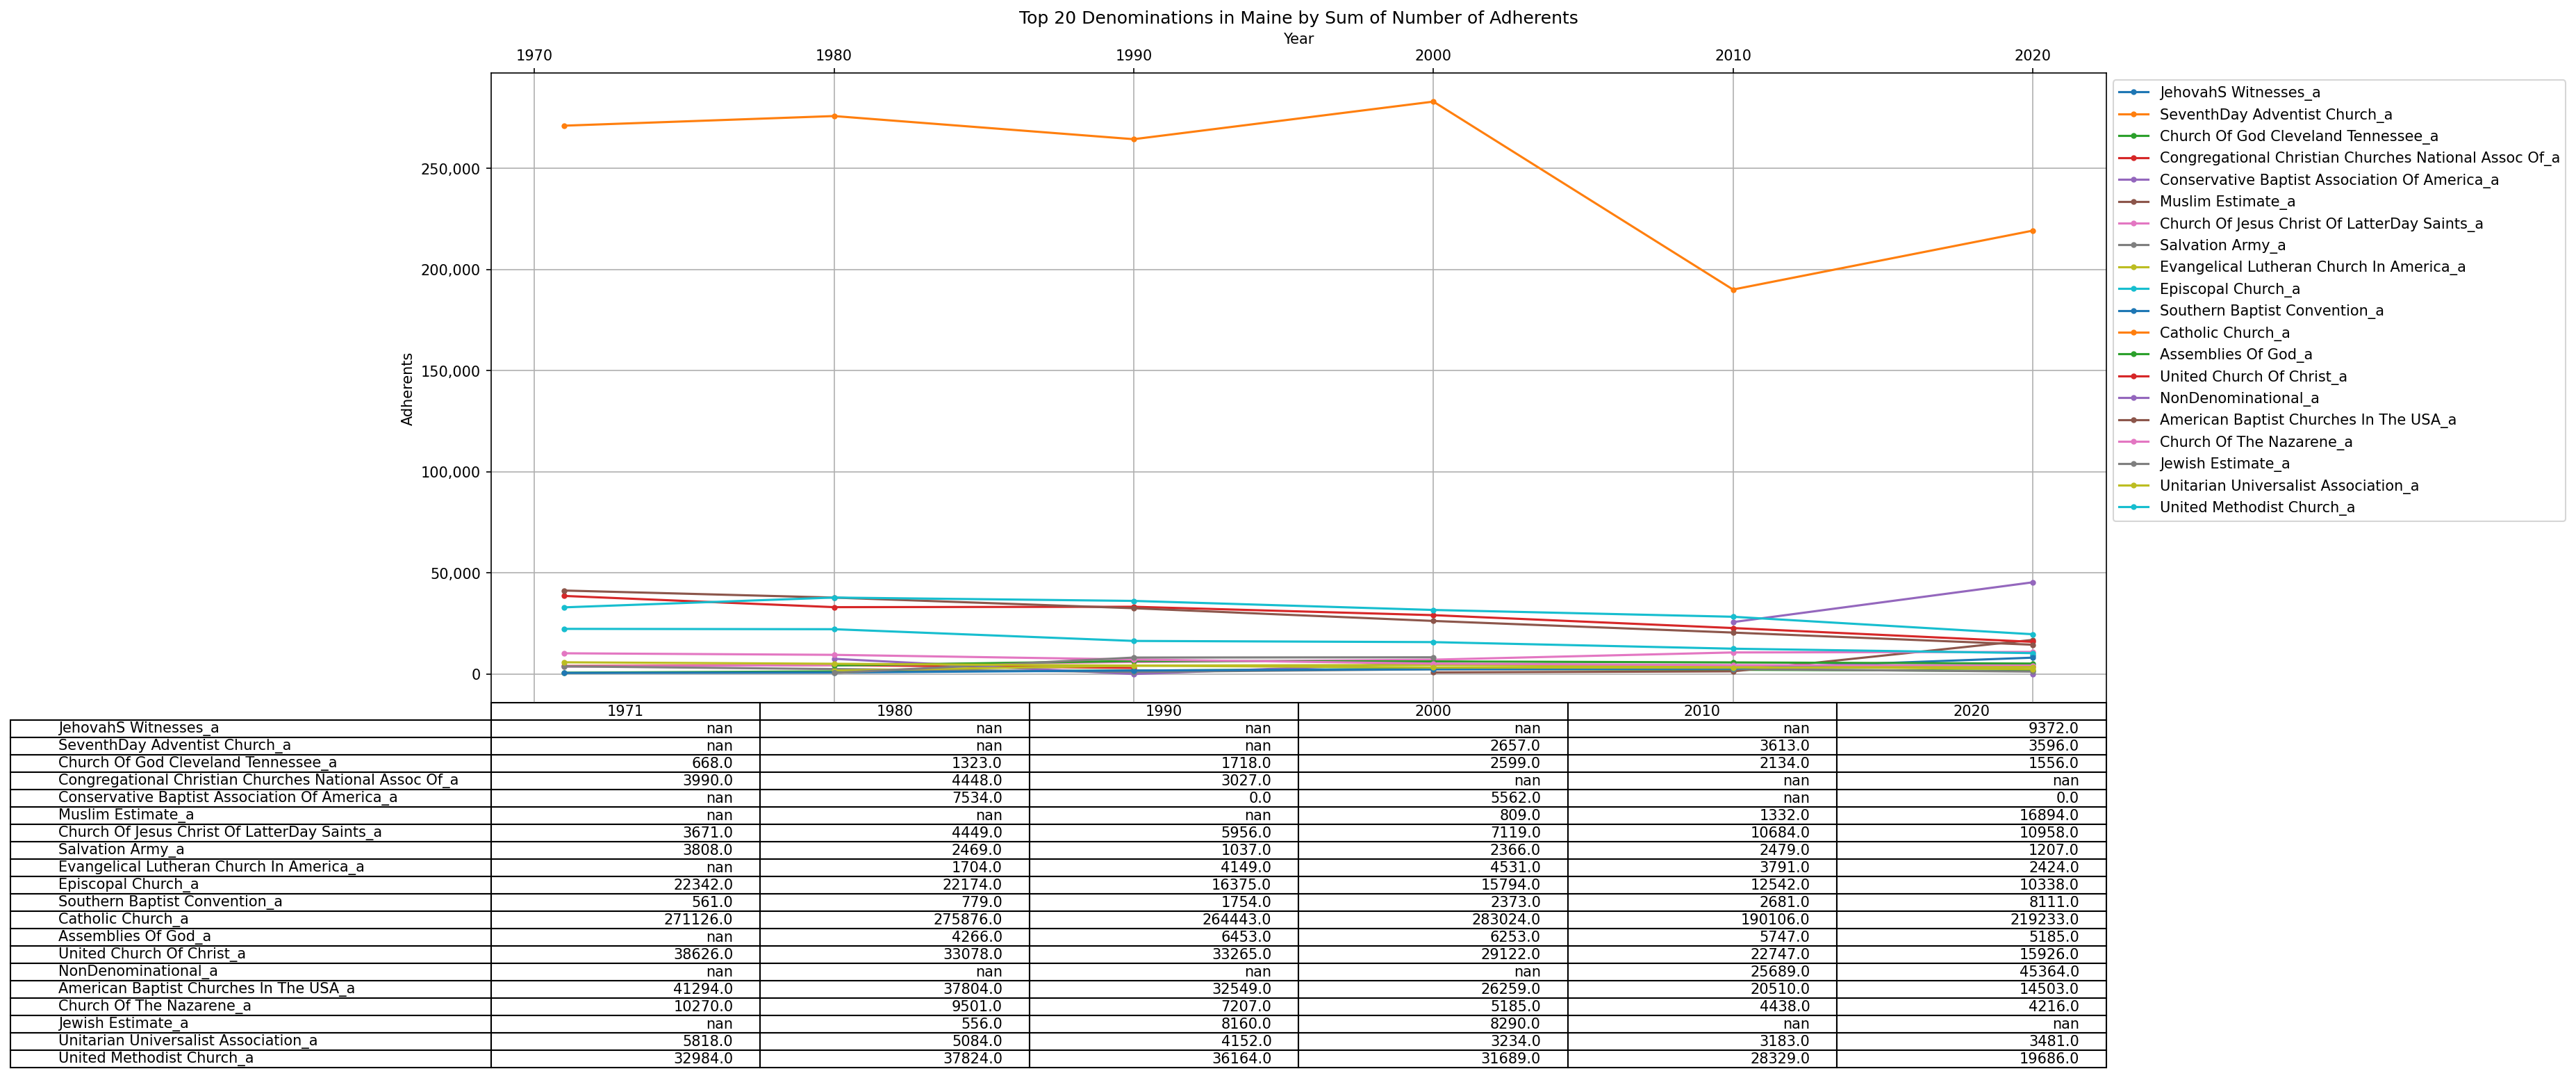 Top 20 Denominations in Maine by Sum of Number of Adherents
Year
1970 1980 1990 2000 2010 2020
250,000
200,000
150,000
100,000
50,000
0
Adherents
JehovahS Witnesses_a
SeventhDay Adventist Church_a
Church Of God Cleveland Tennessee_a
Congregational Christian Churches National Assoc Of_a
Conservative Baptist Association Of America_a
Muslim Estimate_a
Church Of Jesus Christ Of LatterDay Saints_a
Salvation Army_a
Evangelical Lutheran Church In America_a
Episcopal Church_a
Southern Baptist Convention_a
Catholic Church_a
Assemblies Of God_a
United Church Of Christ_a
NonDenominational_a
American Baptist Churches In The USA_a
Church Of The Nazarene_a
Jewish Estimate_a
Unitarian Universalist Association_a
United Methodist Church_a
1971 1980 1990 2000 2010 2020
JehovahS Witnesses_a nan nan nan nan nan 9372.0
SeventhDay Adventist Church_a nan nan nan 2657.0 3613.0 3596.0
Church Of God Cleveland Tennessee_a 668.0 1323.0 1718.0 2599.0 2134.0 1556.0
Congregational Christian Churches National Assoc Of_a 3990.0 4448.0 3027.0 nan nan nan
Conservative Baptist Association Of America_a nan 7534.0 0.0 5562.0 nan 0.0
Muslim Estimate_a nan nan nan 809.0 1332.0 16894.0
Church Of Jesus Christ Of LatterDay Saints_a 3671.0 4449.0 5956.0 7119.0 10684.0 10958.0
Salvation Army_a 3808.0 2469.0 1037.0 2366.0 2479.0 1207.0
Evangelical Lutheran Church In America_a nan 1704.0 4149.0 4531.0 3791.0 2424.0
Episcopal Church_a 22342.0 22174.0 16375.0 15794.0 12542.0 10338.0
Southern Baptist Convention_a 561.0 779.0 1754.0 2373.0 2681.0 8111.0
Catholic Church_a 271126.0 275876.0 264443.0 283024.0 190106.0 219233.0
Assemblies Of God_a nan 4266.0 6453.0 6253.0 5747.0 5185.0
United Church Of Christ_a 38626.0 33078.0 33265.0 29122.0 22747.0 15926.0
NonDenominational_a nan nan nan nan 25689.0 45364.0
American Baptist Churches In The USA_a 41294.0 37804.0 32549.0 26259.0 20510.0 14503.0
Church Of The Nazarene_a 10270.0 9501.0 7207.0 5185.0 4438.0 4216.0
Jewish Estimate_a nan 556.0 8160.0 8290.0 nan nan
Unitarian Universalist Association_a 5818.0 5084.0 4152.0 3234.0 3183.0 3481.0
United Methodist Church_a 32984.0 37824.0 36164.0 31689.0 28329.0 19686.0